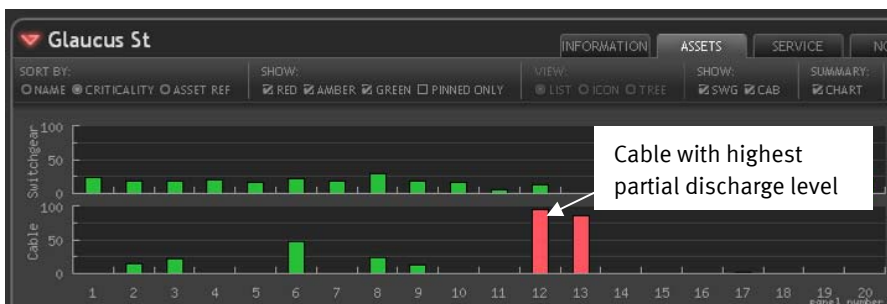 Glaucus St
INFORMATION ASSETS SERVICE
SORT BY: SHOW: VIEW: SHOW: SUMMARY:
NAME CRITICALITY ASSET REF RED AMBER GREEN PINNED ONLY LIST ICON TREE SWG CAB CHART
Cable with highest
partial discharge level
Switchgear
100
50
0
Cable
100
50
0
1 2 3 4 5 6 7 8 9 10 11 12 13 14 15 16 17 18 19 20
panel number